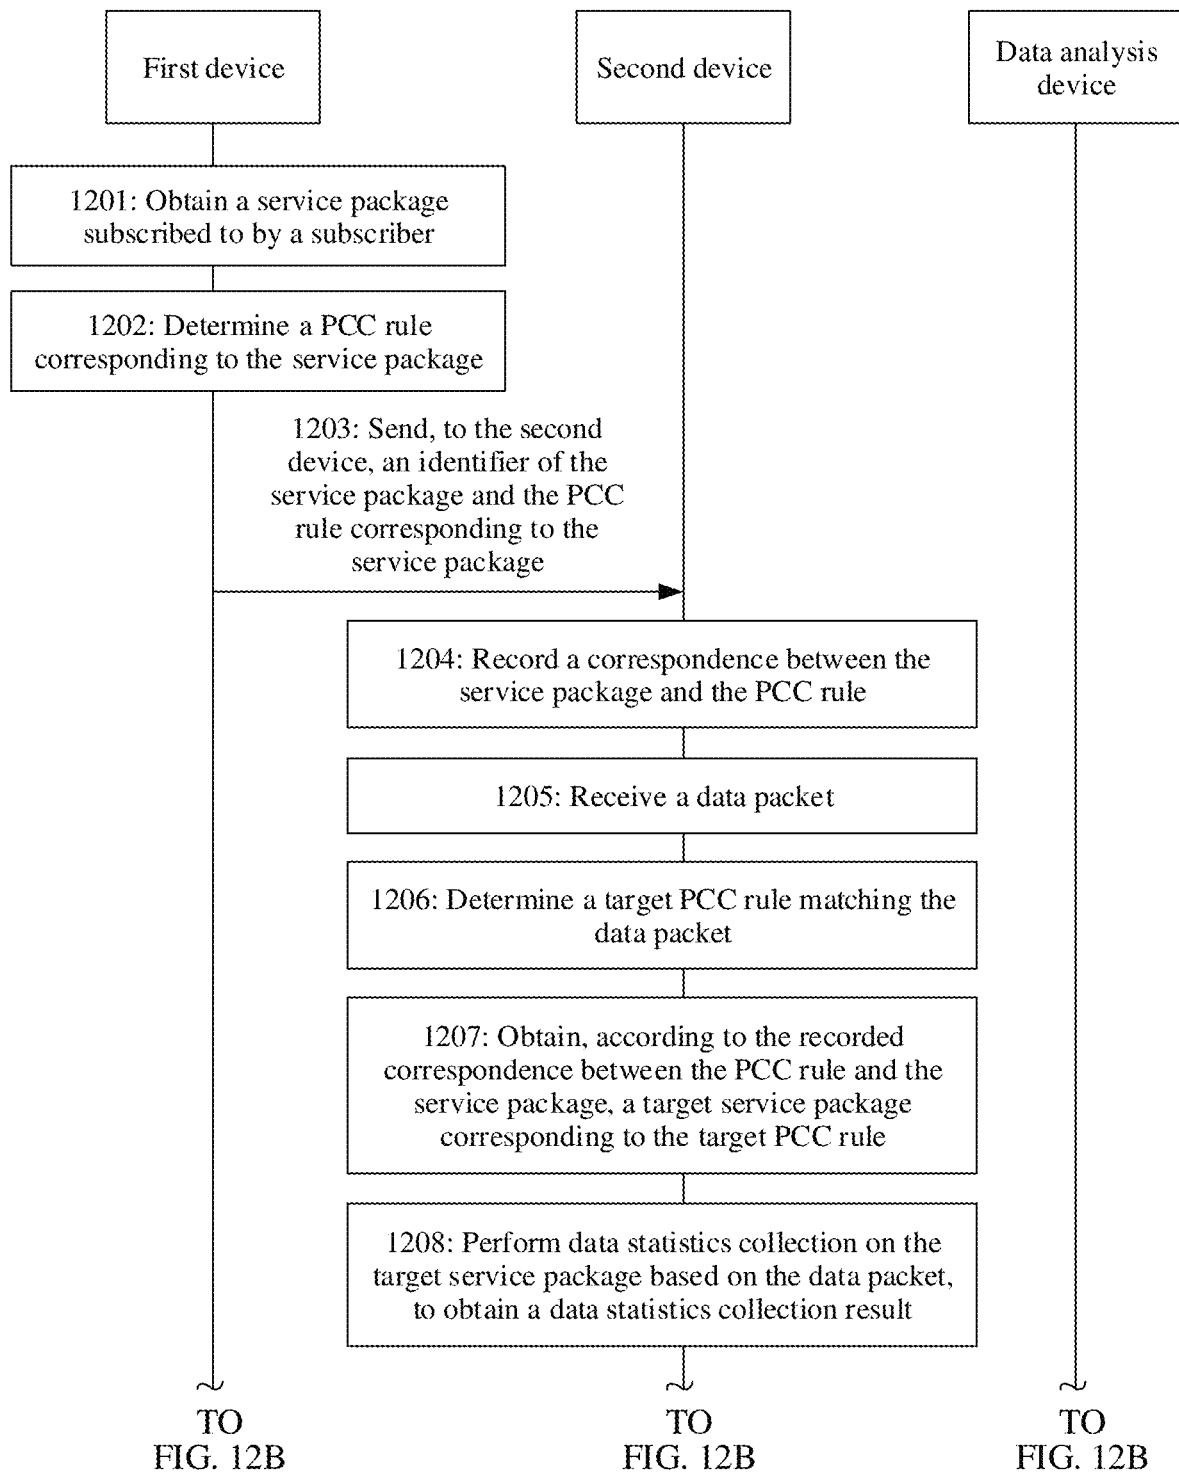 First device
Second device
Data analysis
device
1201: Obtain a service package
subscribed to by a subscriber
1202: Determine a PCC rule
corresponding to the service package
1203: Send, to the second
device, an identifier of the
service package and the PCC
rule corresponding to the
service package
1204: Record a correspondence between the
service package and the PCC rule
1205: Receive a data packet
1206: Determine a target PCC rule matching the
data packet
1207: Obtain, according to the recorded
correspondence between the PCC rule and the
service package, a target service package
corresponding to the target PCC rule
1208: Perform data statistics collection on the
target service package based on the data packet,
to obtain a data statistics collection result
TO
FIG. 12B
TO
FIG. 12B
TO
FIG. 12B